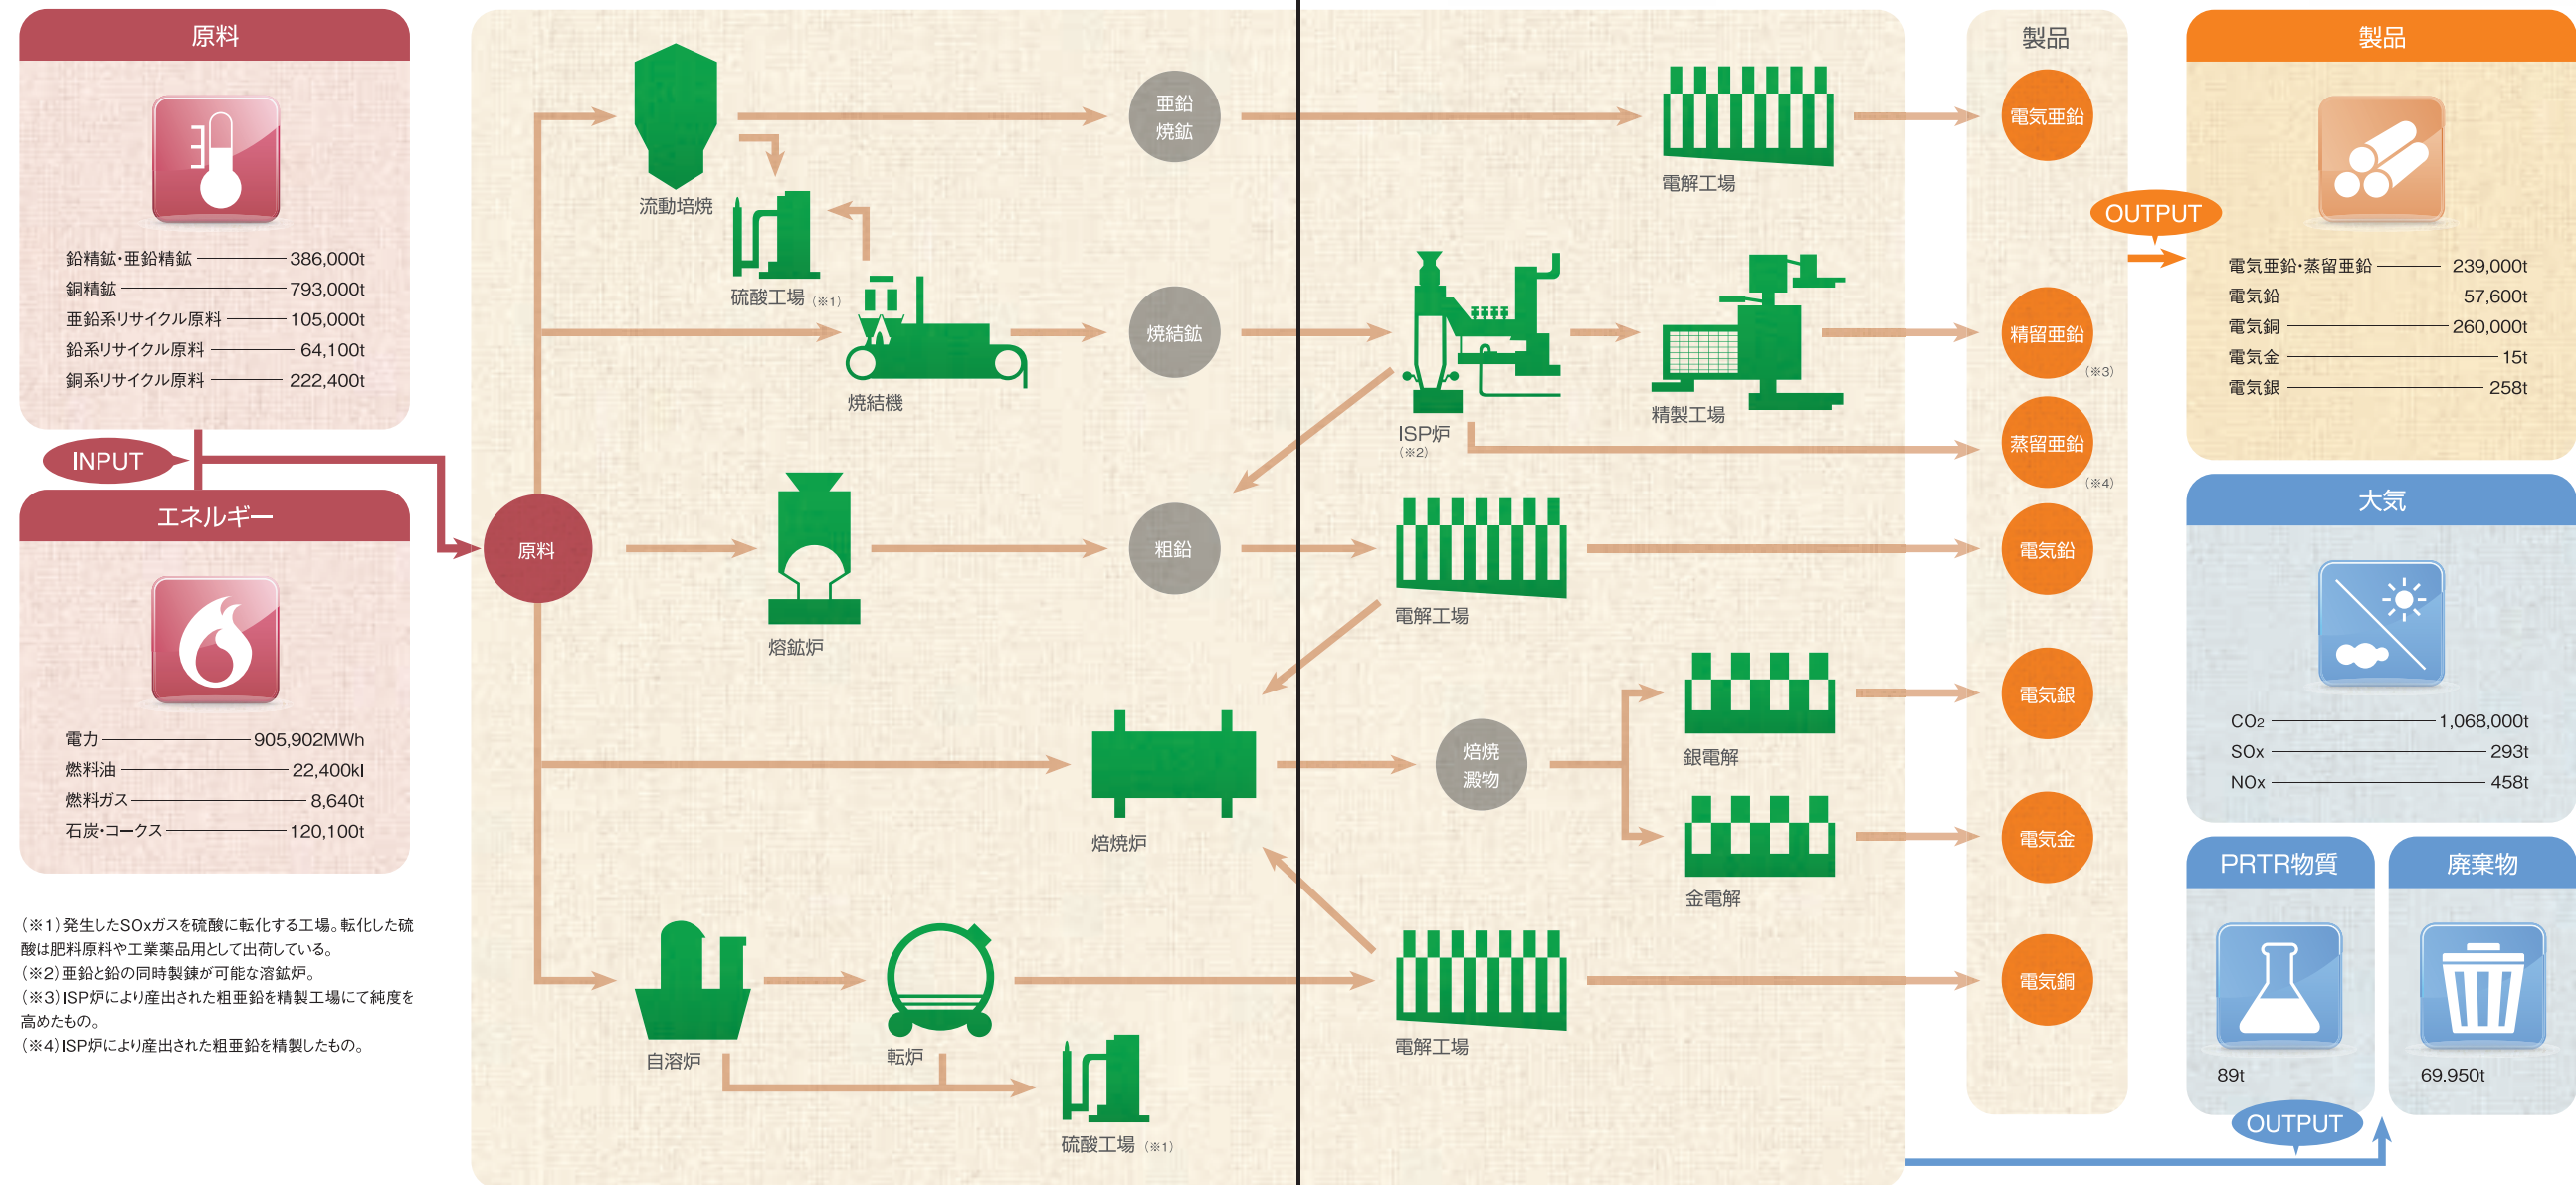 原料
鉛精鉱・亜鉛精鉱 386,000t
銅精鉱 793,000t
亜鉛系リサイクル原料 105,000t
鉛系リサイクル原料 64,100t
銅系リサイクル原料 222,400t
INPUT
エネルギー
電力 905,902MWh
燃料油 22,400kl
燃料ガス 8,640t
石炭・コークス 120,100t
(※1)発生したSOxガスを硫酸に転化する工場。転化した硫
酸は肥料原料や工業薬品用として出荷している。
(※2)亜鉛と鉛の同時製錬が可能な溶鉱炉。
(※3)ISP炉により産出された粗亜鉛を精製工場にて純度を
高めたもの。
(※4)ISP炉により産出された粗亜鉛を精製したもの。
原料
流動培焼
亜鉛
焼鉱
電解工場
硫酸工場(※1)
焼結機
焼結鉱
ISP炉
(※2)
精製工場
熔鉱炉
粗鉛
電解工場
焙焼炉
焙焼
澱物
銀電解
金電解
自溶炉
転炉
電解工場
硫酸工場(※1)
製品
電気亜鉛
精留亜鉛
(※3)
蒸留亜鉛
(※4)
電気鉛
電気銀
電気金
電気銅
OUTPUT
製品
電気亜鉛・蒸留亜鉛 239,000t
電気鉛 57,600t
電気銅 260,000t
電気金 15t
電気銀 258t
大気
CO2 1,068,000t
SOx 293t
NOx 458t
PRTR物質
89t
廃棄物
69.950t
OUTPUT